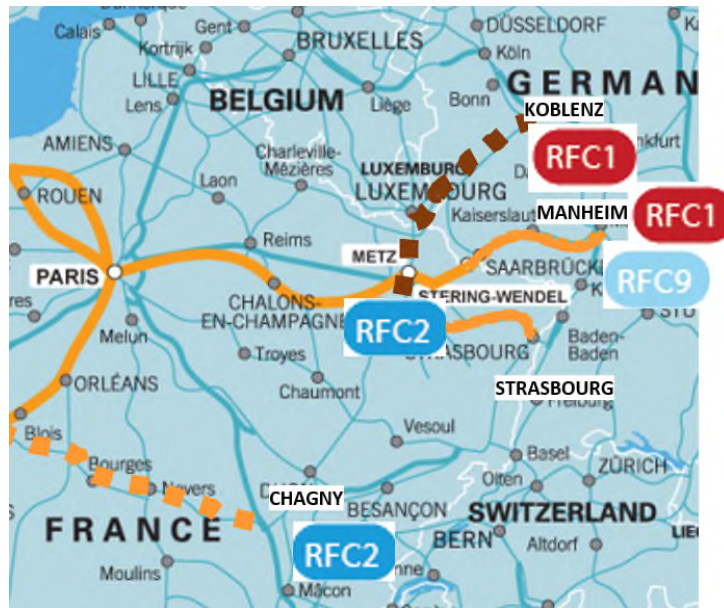 Gent
DÜSSELDORF
Calais
Kortrijk
BRUXELLES
Köln
LILLE
GERMAN
Lens
BELGIUM
Liège
Bonn
KOBLENZ
AMIENS
Charleville-
Mézières
LUXEMBURG
RFC1
ROUEN
Laon
LUXEMBOURG
Kaiserslaut
MANHEIM
RFC1
Reims
METZ
PARIS
SAARBRÜCK
RFC9
CHALONS-
EN-CHAMPAGNE
STERING-WENDEL
RFC2
STRASBOURG
Melun
Troyes
Baden-
Baden
ORLÉANS
Chaumont
STRASBOURG
Freiburg
Blois
Vesoul
Basel
Bourges
Nevers
ZÜRICH
CHAGNY
BESANÇON
Olten
SWITZERLAND
FRANCE
RFC2
BERN
Altdorf
Moulins
Mâcon